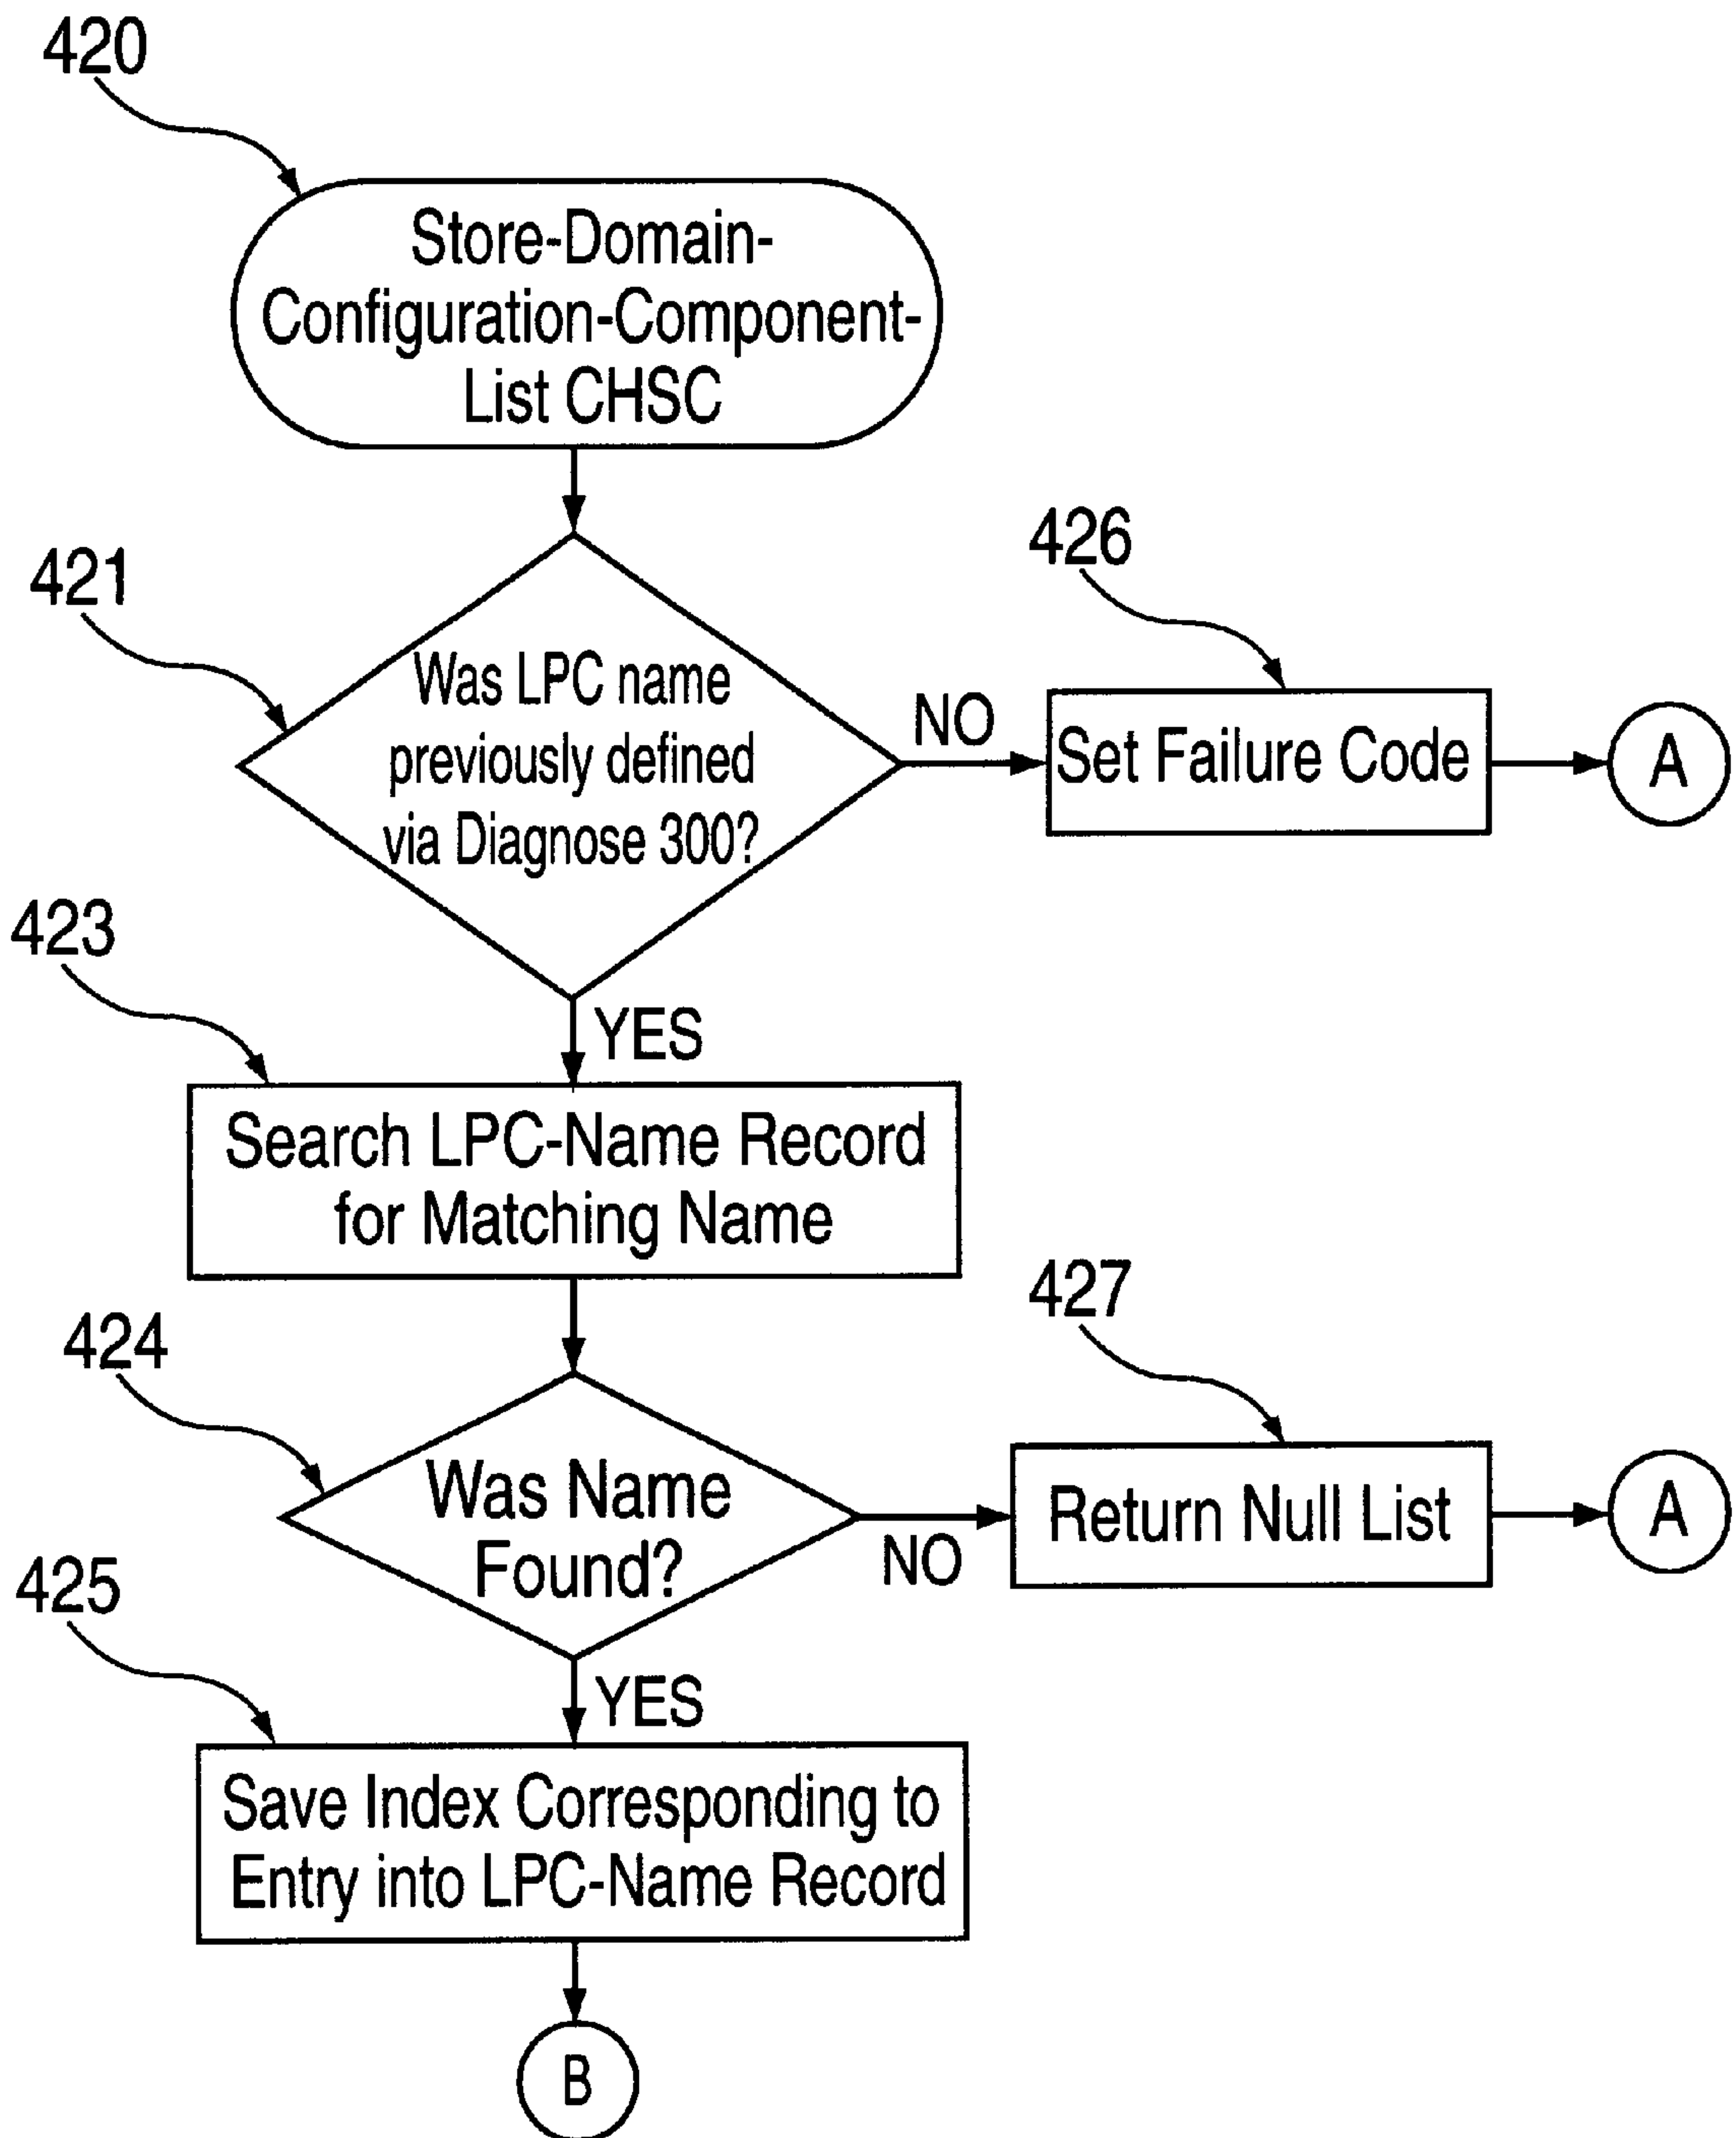 420
Store-Domain-
Configuration-Component-
List CHSC
421
Was LPC name
previously defined
via Diagnose 300?
NO
426
Set Failure Code
A
YES
423
Search LPC-Name Record
for Matching Name
424
Was Name
Found?
NO
427
Return Null List
A
YES
425
Save Index Corresponding to
Entry into LPC-Name Record
B